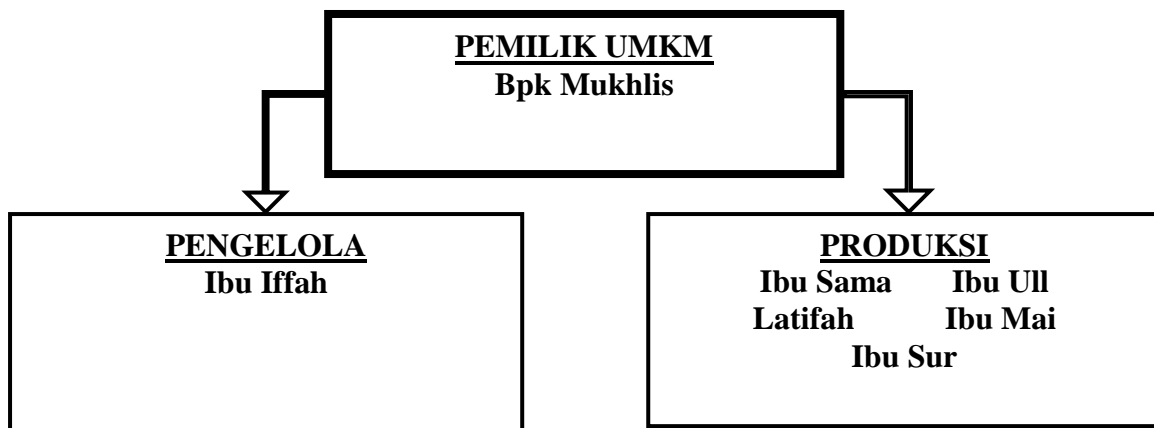 PEMILIK UMKM
Bpk Mukhlis
PENGELOLA
Ibu Iffah
PRODUKSI
Ibu Sama Ibu Ull
Latifah Ibu Mai
Ibu Sur